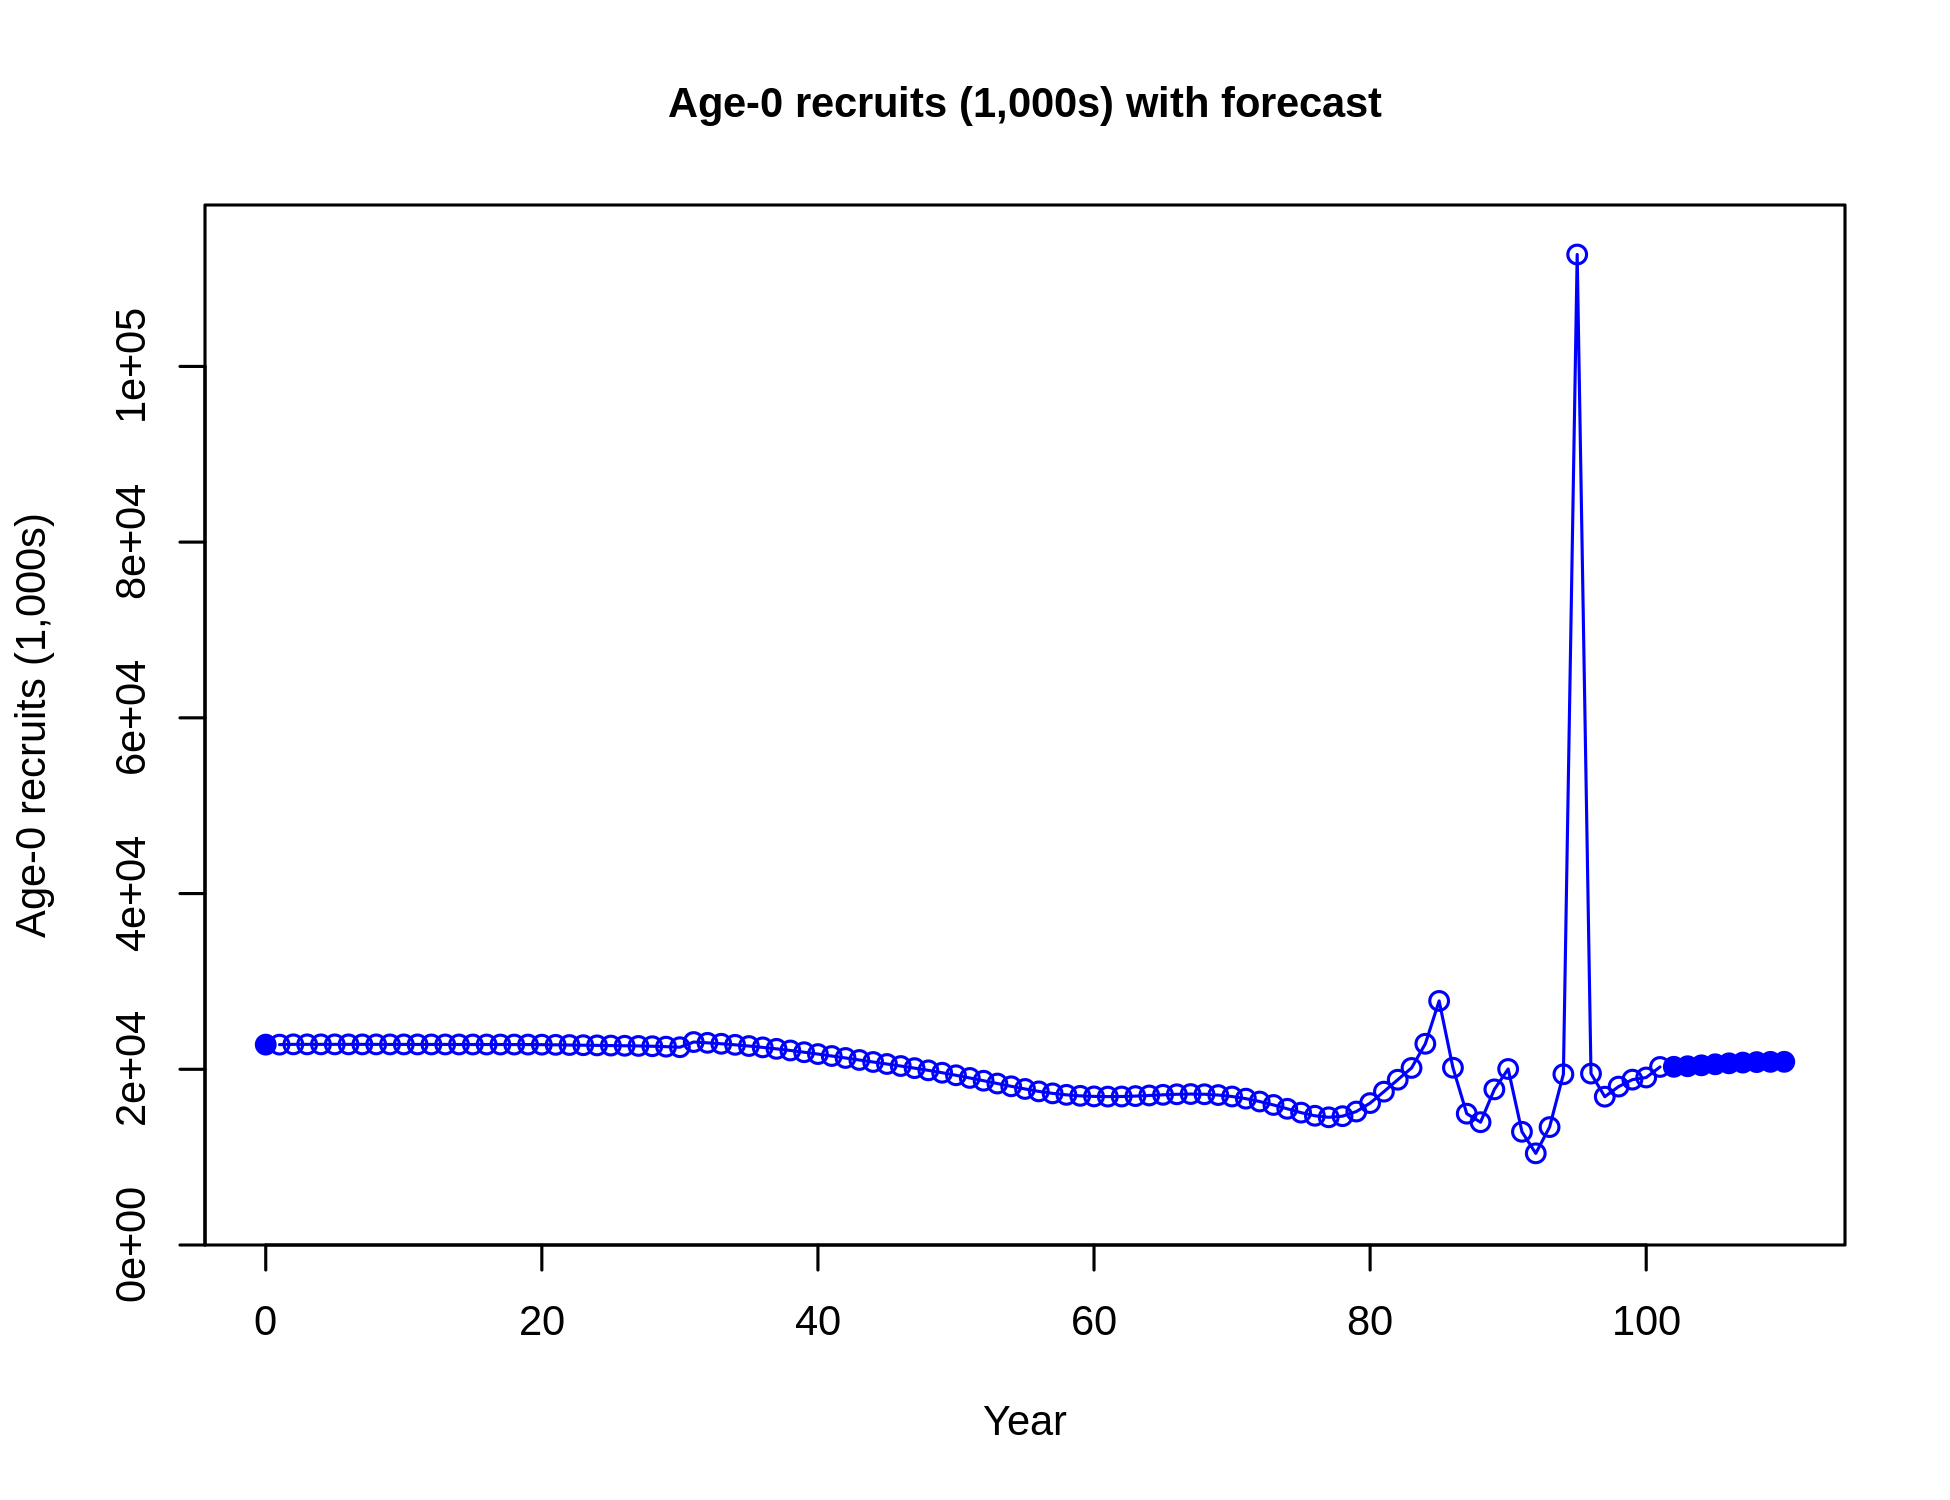 Age-0 recruits (1,000s) with forecast
Age-0 recruits (1,000s)
1e+05
8e+04
6e+04
4e+04
2e+04
0e+00
0 20 40 60 80 100
Year